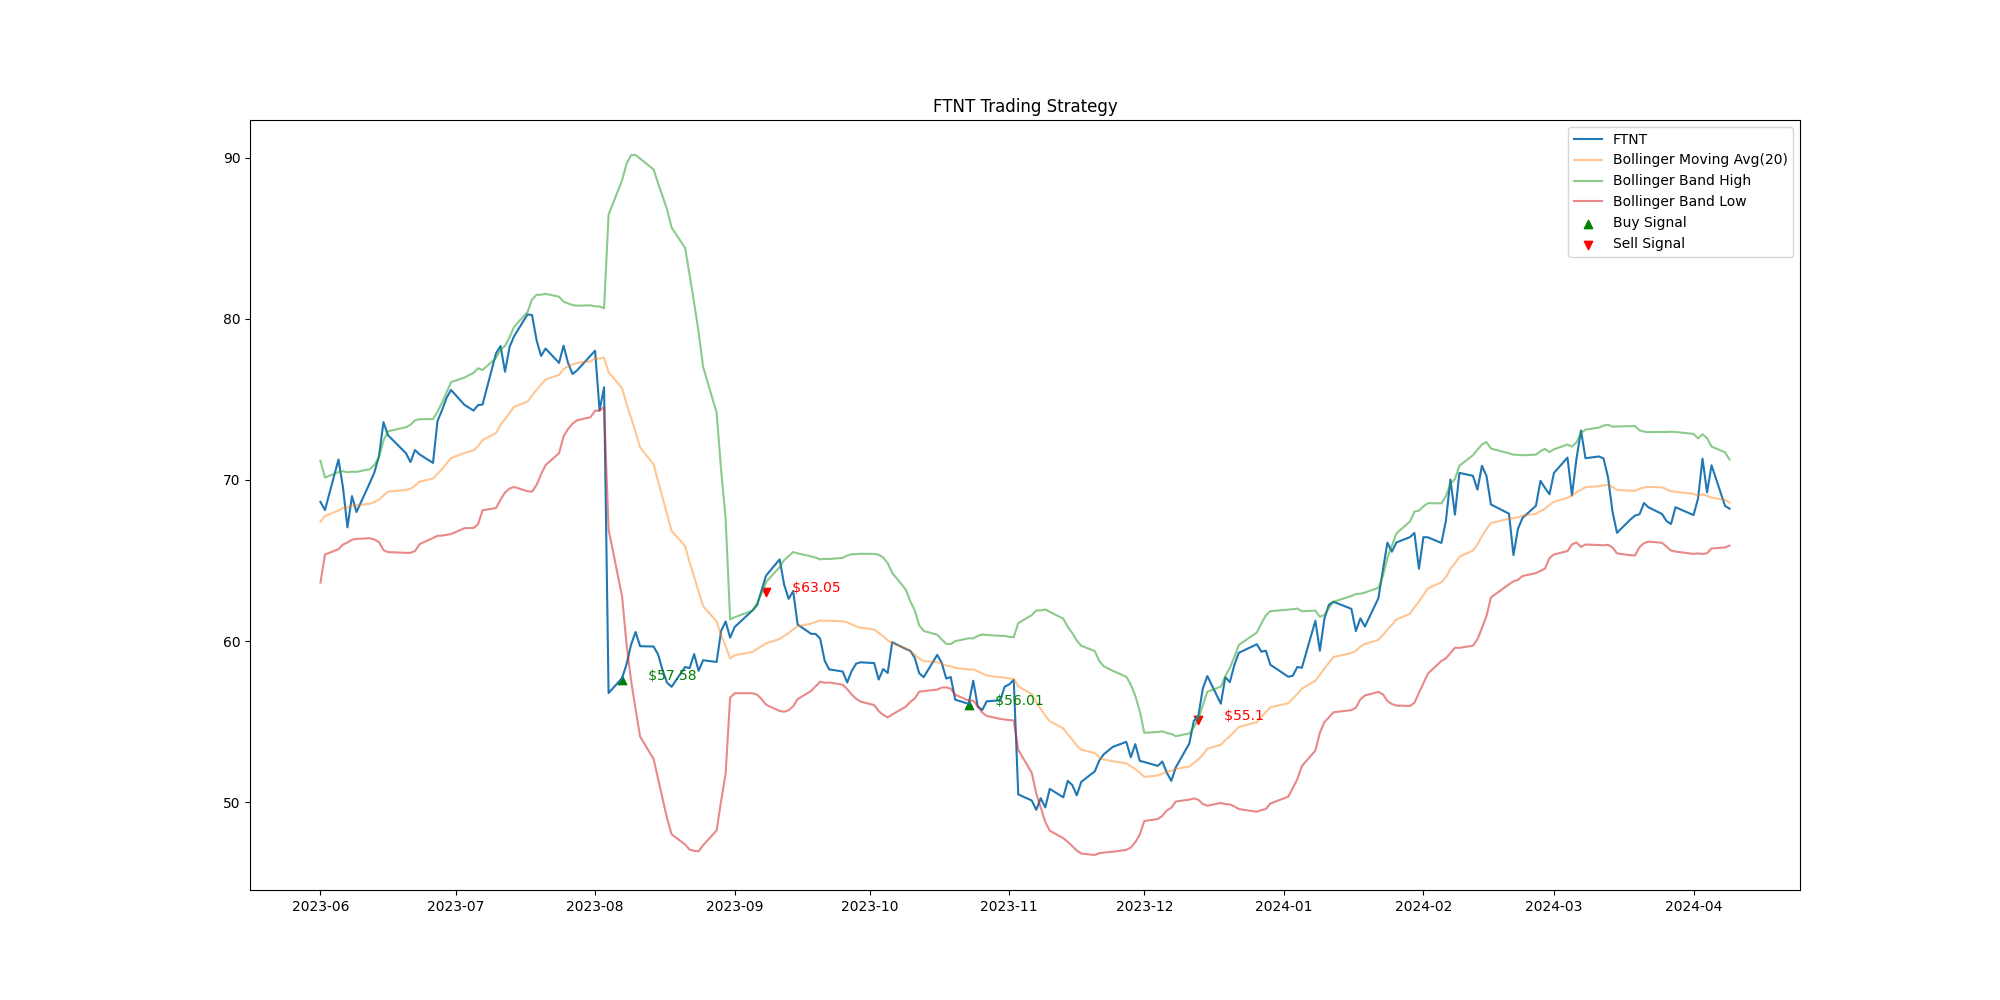 FTNT Trading Strategy
FTNT
Bollinger Moving Avg(20)
Bollinger Band High
Bollinger Band Low
Buy Signal
Sell Signal
90
80
70
60
50
$57.58
$63.05
$56.01
$55.1
2023-06
2023-07
2023-08
2023-09
2023-10
2023-11
2023-12
2024-01
2024-02
2024-03
2024-04